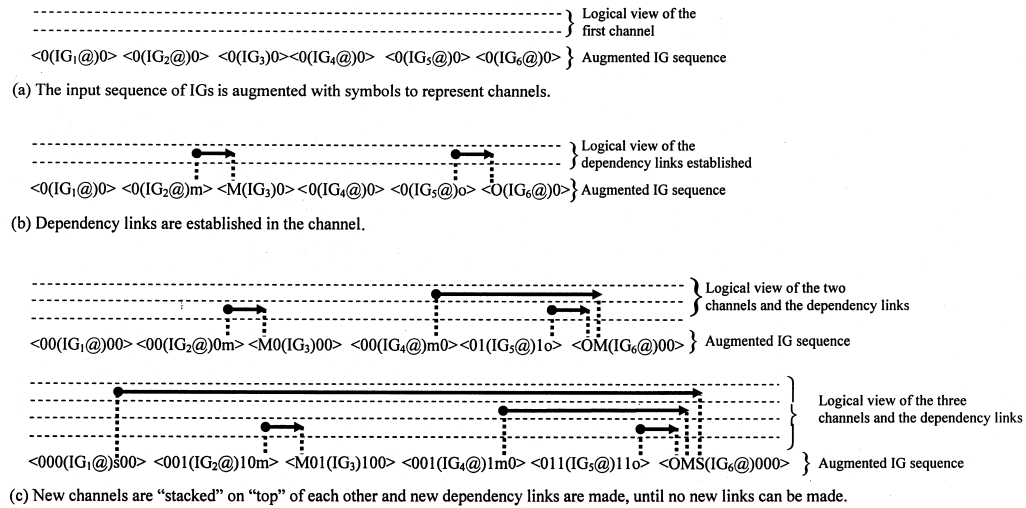 Logical view of the
first channel
<0(IG₁@)0> <0(IG₂@)0> <0(IG₃)0><0(IG₄@)0> <0(IG₅@)0> <0(IG₆@)0> } Augmented IG sequence
(a) The input sequence of IGs is augmented with symbols to represent channels.
Logical view of the
dependency links established
<0(IG₁@)0> <0(IG₂@)m> <M(IG₃)0><0(IG₄@)0> <0(IG₅@)o> <O(IG₆@)0>} Augmented IG sequence
(b) Dependency links are established in the channel.
Logical view of the two
channels and the dependency links
<00(IG₁@)00> <00(IG₂@)0m> <M0(IG₃)00> <00(IG₄@)m0><01(IG₅@)1o> <OM(IG₆@)00> } Augmented IG sequence
Logical view of the three
channels and the dependency links
<000(IG₁@)s00> <001(IG₂@)10m> <M01(IG₃)100> <001(IG₄@)1m0> <011(IG₅@)11o> <OMS(IG₆@)000> } Augmented IG sequence
(c) New channels are “stacked” on “top” of each other and new dependency links are made, until no new links can be made.